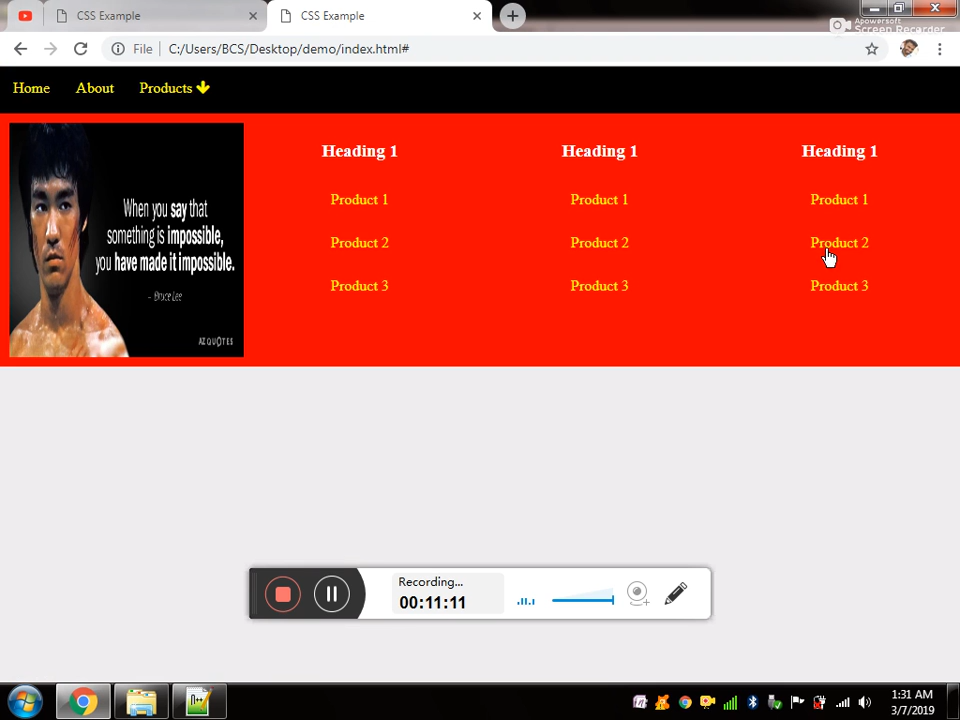 CSS Example
CSS Example
Apowersoft
Screen Recorder
File
C:/Users/BCS/Desktop/demo/index.html#
Home About Products
Heading 1 Heading 1 Heading 1
Product 1 Product 1 Product 1
Product 2 Product 2 Product 2
Product 3 Product 3 Product 3
When you say that
something is impossible,
you have made it impossible.
- Bruce Lee
AZ QUOTES
Recording...
00:11:11
1:31 AM
3/7/2019